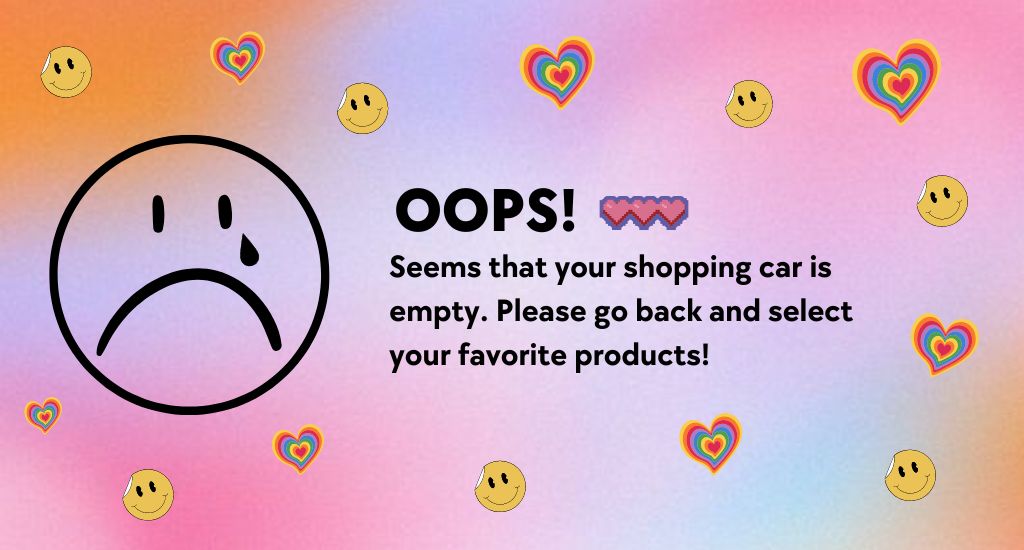 OOPS!
Seems that your shopping car is
empty. Please go back and select
your favorite products!